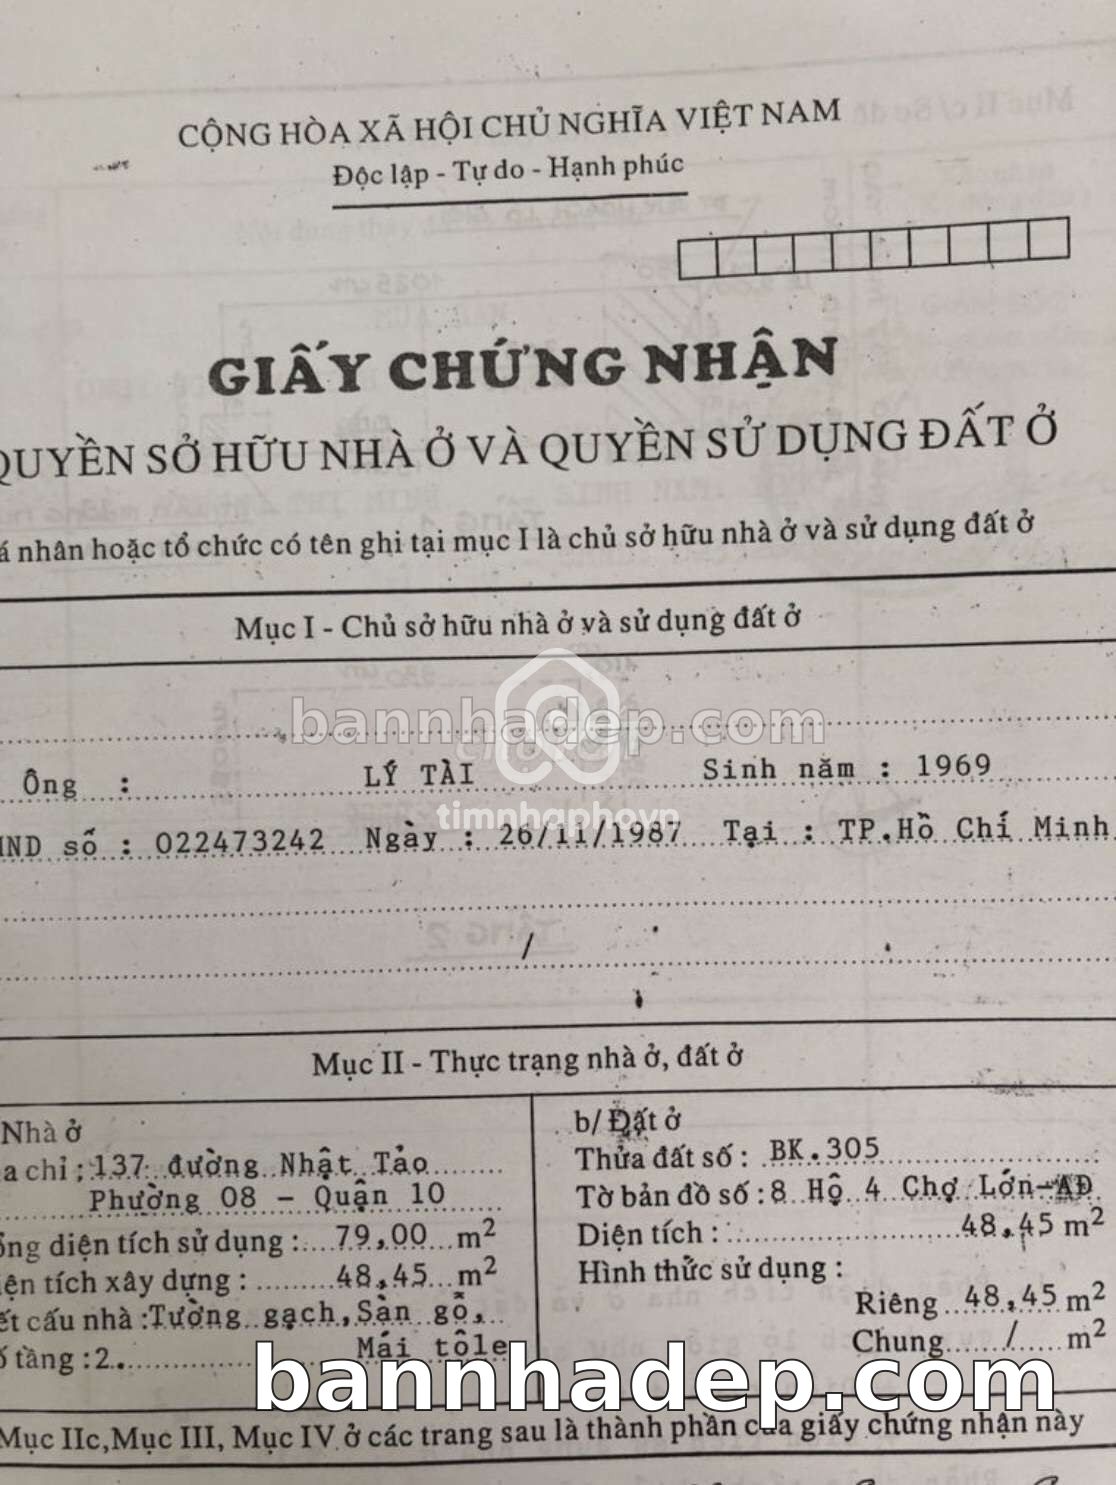 CỘNG HÒA XÃ HỘI CHỦ NGHĨA VIỆT NAM
Độc lập - Tự do - Hạnh phúc
GIẤY CHỨNG NHẬN
QUYỀN SỞ HỮU NHÀ Ở VÀ QUYỀN SỬ DỤNG ĐẤT Ở
á nhân hoặc tổ chức có tên ghi tại mục I là chủ sở hữu nhà ở và sử dụng đất ở
Mục I - Chủ sở hữu nhà ở và sử dụng đất ở
bannhadep.com
Ông : LÝ TÀI Sinh năm : 1969
timnhaphovn
MND số : 022473242 Ngày : 26/11/1987 Tại : TP.Hồ Chí Minh
TẦNG 2
/
Mục II - Thực trạng nhà ở, đất ở
Nhà ở
a chỉ : 137 đường Nhật Tảo
Phường 08 - Quận 10
ổng diện tích sử dụng : 79,00 m2
iện tích xây dựng : 48,45 m2
ết cấu nhà : Tường gạch, Sàn gỗ,
Mái tôle
ố tầng : 2.
b/ Đất ở
Thửa đất số : BK.305
Tờ bản đồ số : 8 Hộ 4 Chợ Lớn-AĐ
Diện tích : 48,45 m2
Hình thức sử dụng :
Riêng 48,45 m2
Chung / m2
bannhadep.com
Mục IIc, Mục III, Mục IV ở các trang sau là thành phần của giấy chứng nhận này